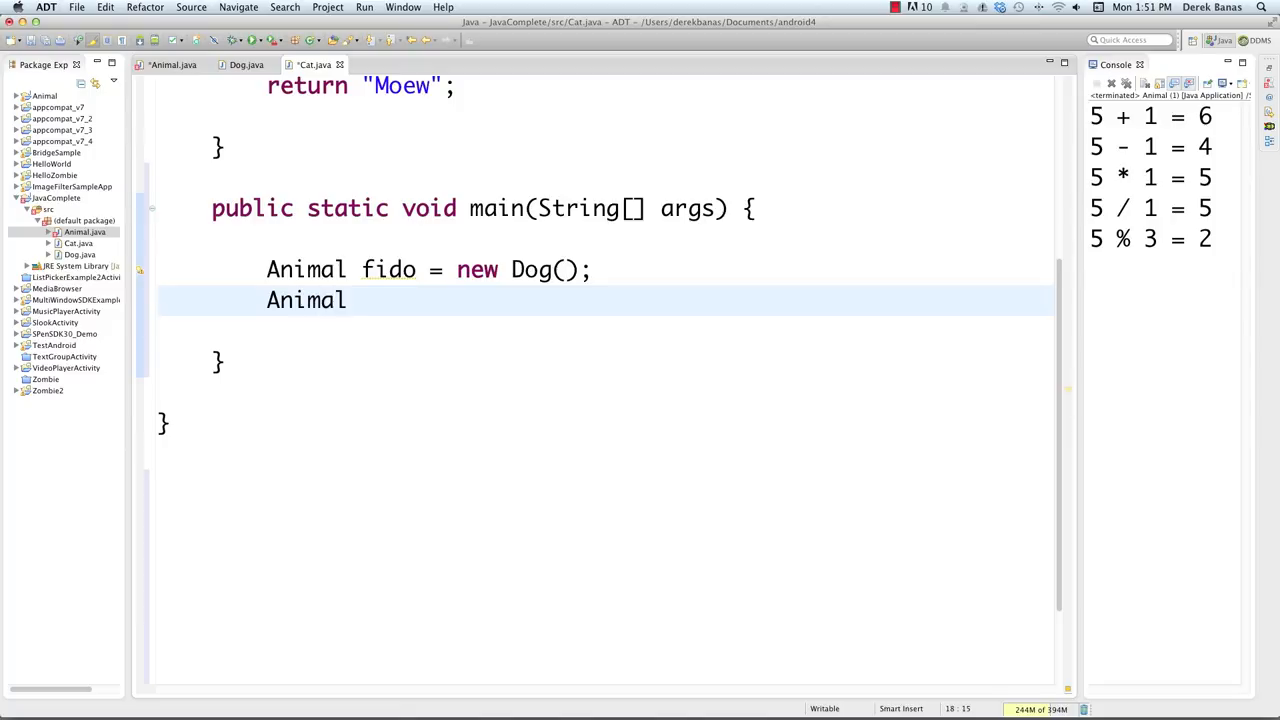 ADT File Edit Refactor Source Navigate Search Project Run Window Help 10 Mon 1:51 PM Derek Banas
Java - JavaComplete/src/Cat.java - ADT - /Users/derekbanas/Documents/android4
Quick Access Java DDMS
Package Exp *Animal.java Dog.java *Cat.java Console
<terminated> Animal (1) [Java Application] /S
Animal
appcompat_v7
appcompat_v7_2
appcompat_v7_3
appcompat_v7_4
BridgeSample
HelloWorld
HelloZombie
ImageFilterSampleApp
JavaComplete
src
(default package)
Animal.java
Cat.java
Dog.java
JRE System Library [Ja
ListPickerExample2Activi
MediaBrowser
MultiWindowSDKExample
MusicPlayerActivity
SlookActivity
SPenSDK30_Demo
TestAndroid
TextGroupActivity
VideoPlayerActivity
Zombie
Zombie2
return "Moew";
}
public static void main(String[] args) {
Animal fido = new Dog();
Animal
}
}
5 + 1 = 6
5 - 1 = 4
5 * 1 = 5
5 / 1 = 5
5 % 3 = 2
Writable Smart Insert 18 : 15 244M of 394M